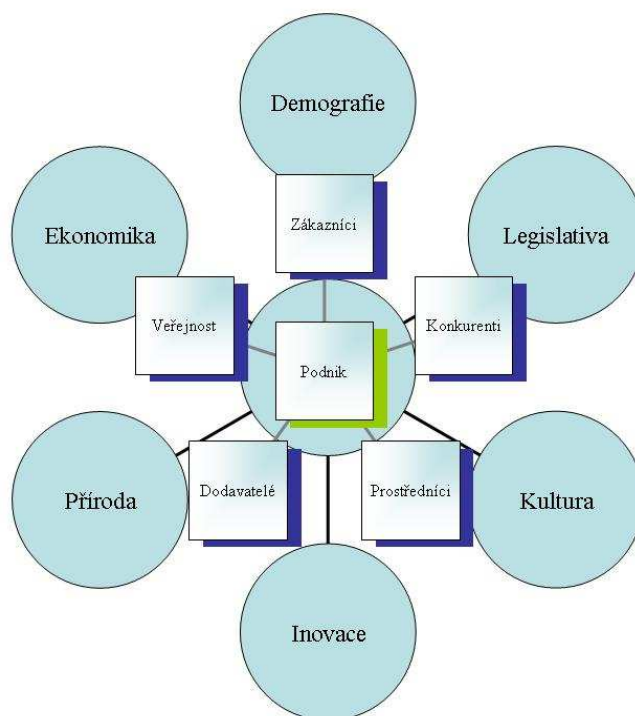 Demografie
Zákazníci
Ekonomika
Legislativa
Veřejnost
Konkurenti
Podnik
Příroda
Dodavatelé
Prostředníci
Kultura
Inovace